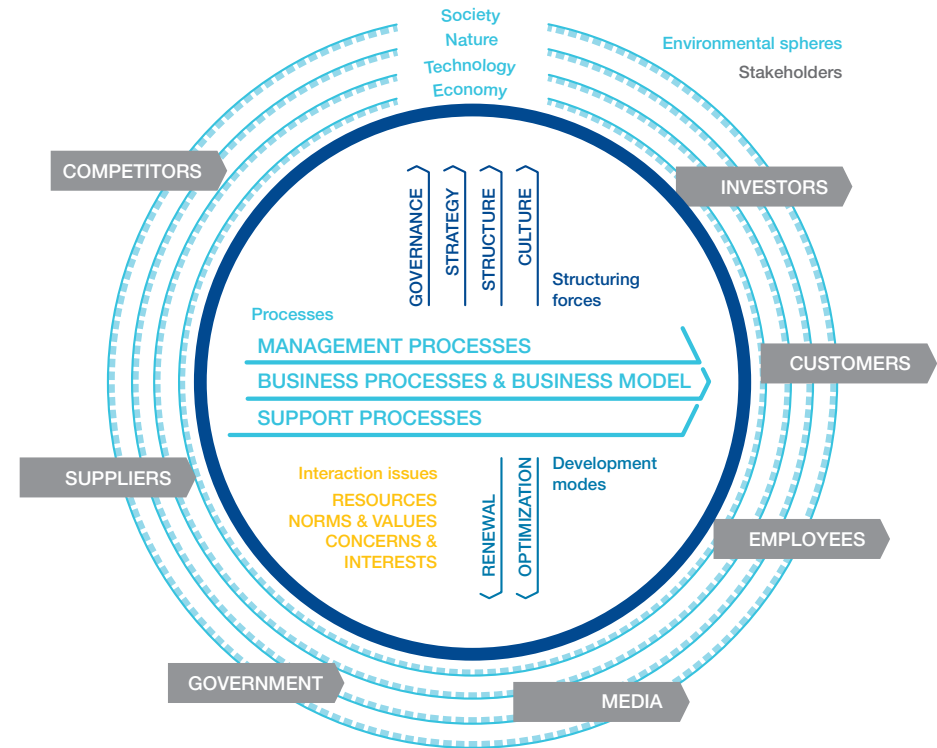 Society
Nature
Technology
Economy
Environmental spheres
Stakeholders
COMPETITORS
INVESTORS
GOVERNANCE
STRATEGY
STRUCTURE
CULTURE
Structuring
forces
Processes
MANAGEMENT PROCESSES
BUSINESS PROCESSES & BUSINESS MODEL
SUPPORT PROCESSES
CUSTOMERS
SUPPLIERS
Interaction issues
RESOURCES
NORMS & VALUES
CONCERNS &
INTERESTS
RENEWAL
OPTIMIZATION
Development
modes
EMPLOYEES
GOVERNMENT
MEDIA